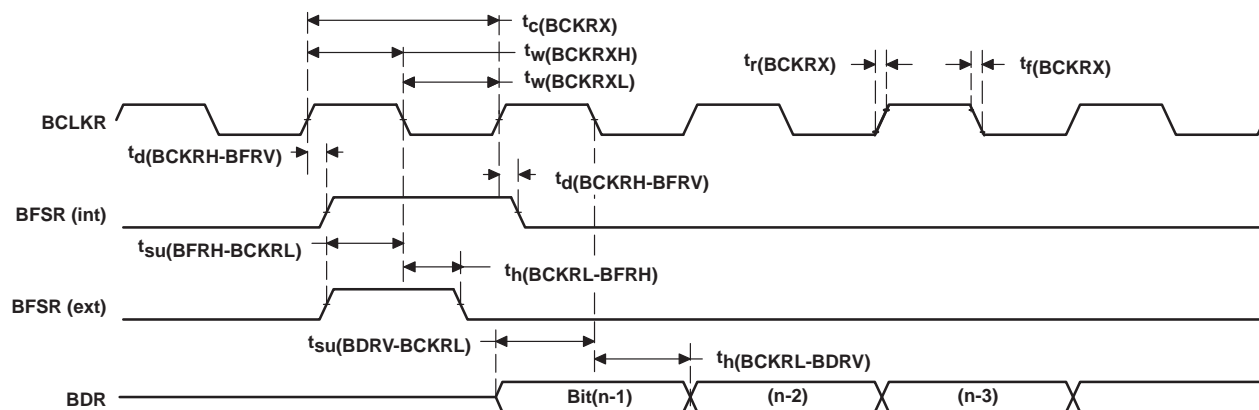 tc(BCKRX)
tw(BCKRXH)
tw(BCKRXL)
tr(BCKRX)
tf(BCKRX)
BCLKR
td(BCKRH-BFRV)
td(BCKRH-BFRV)
BFSR (int)
tsu(BFRH-BCKRL)
th(BCKRL-BFRH)
BFSR (ext)
tsu(BDRV-BCKRL)
th(BCKRL-BDRV)
BDR
Bit(n-1)
(n-2)
(n-3)